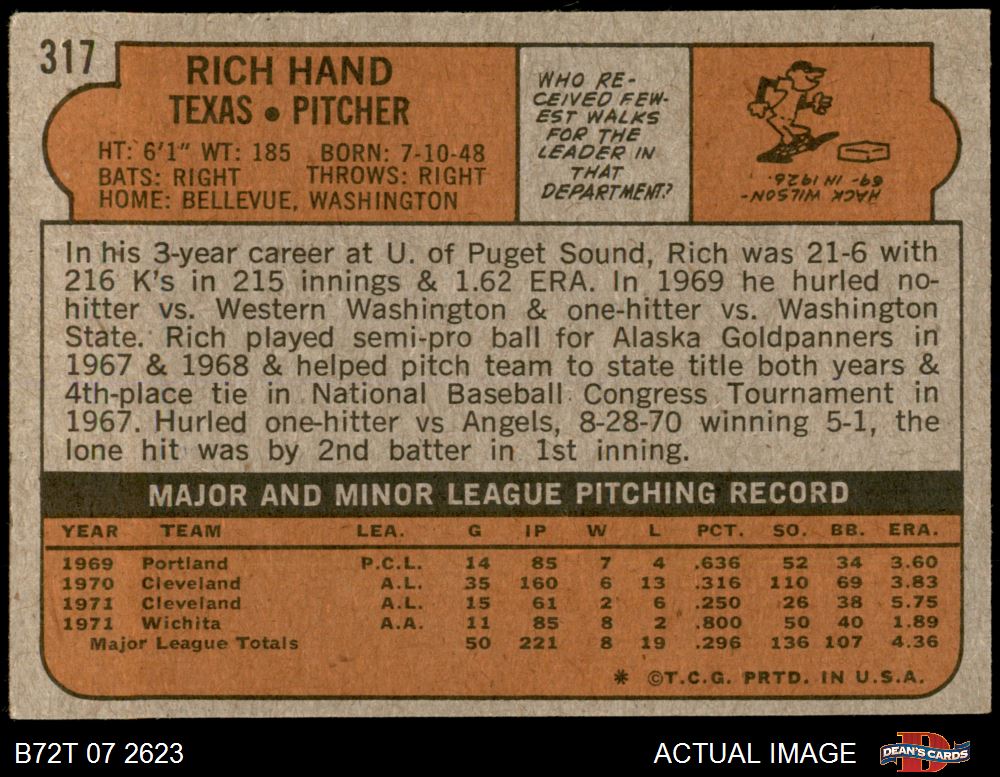 317
RICH HAND
TEXAS • PITCHER
HT: 6'1" WT: 185 BORN: 7-10-48
BATS: RIGHT THROWS: RIGHT
HOME: BELLEVUE, WASHINGTON
WHO RE-
CEIVED FEW-
EST WALKS
FOR THE
LEADER IN
THAT
DEPARTMENT?
HACK WILSON-
69 IN 1926.
In his 3-year career at U. of Puget Sound, Rich was 21-6 with
216 K's in 215 innings & 1.62 ERA. In 1969 he hurled no-
hitter vs. Western Washington & one-hitter vs. Washington
State. Rich played semi-pro ball for Alaska Goldpanners in
1967 & 1968 & helped pitch team to state title both years &
4th-place tie in National Baseball Congress Tournament in
1967. Hurled one-hitter vs Angels, 8-28-70 winning 5-1, the
lone hit was by 2nd batter in 1st inning.
MAJOR AND MINOR LEAGUE PITCHING RECORD
YEAR TEAM LEA. G IP W L PCT. SO. BB. ERA.
1969 Portland P.C.L. 14 85 7 4 .636 52 34 3.60
1970 Cleveland A.L. 35 160 6 13 .316 110 69 3.83
1971 Cleveland A.L. 15 61 2 6 .250 26 38 5.75
1971 Wichita A.A. 11 85 8 2 .800 50 40 1.89
Major League Totals 50 221 8 19 .296 136 107 4.36
* ©T.C.G. PRTD. IN U.S.A.
B72T 07 2623
ACTUAL IMAGE
DEAN'S CARDS